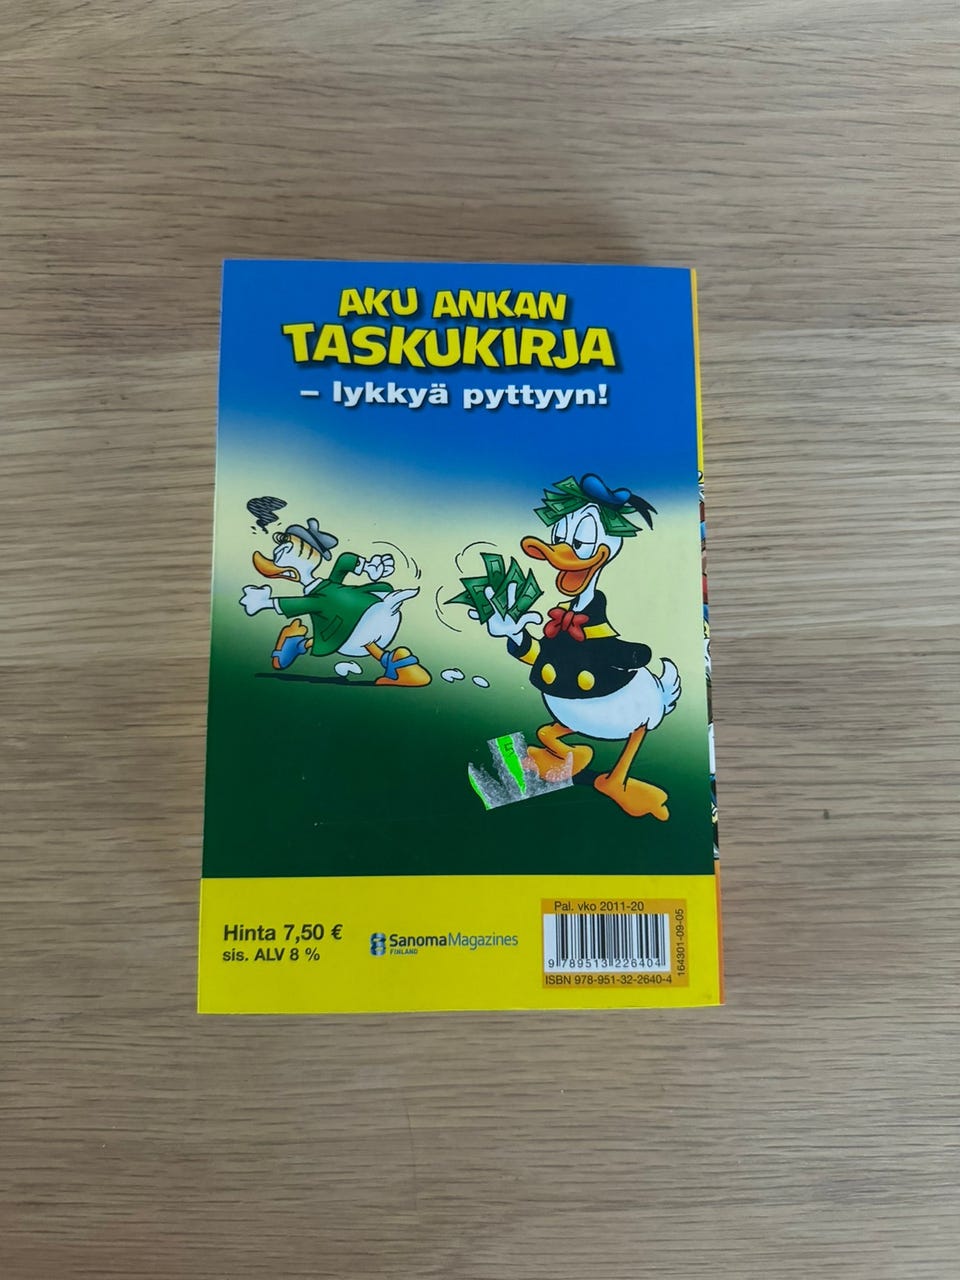 AKU ANKAN
TASKUKIRJA
– lykkyä pyttyyn!
5
Hinta 7,50 €
sis. ALV 8 %
SanomaMagazines
FINLAND
Pal. vko 2011-20
9 789513 226404
ISBN 978-951-32-2640-4
164301-09-05